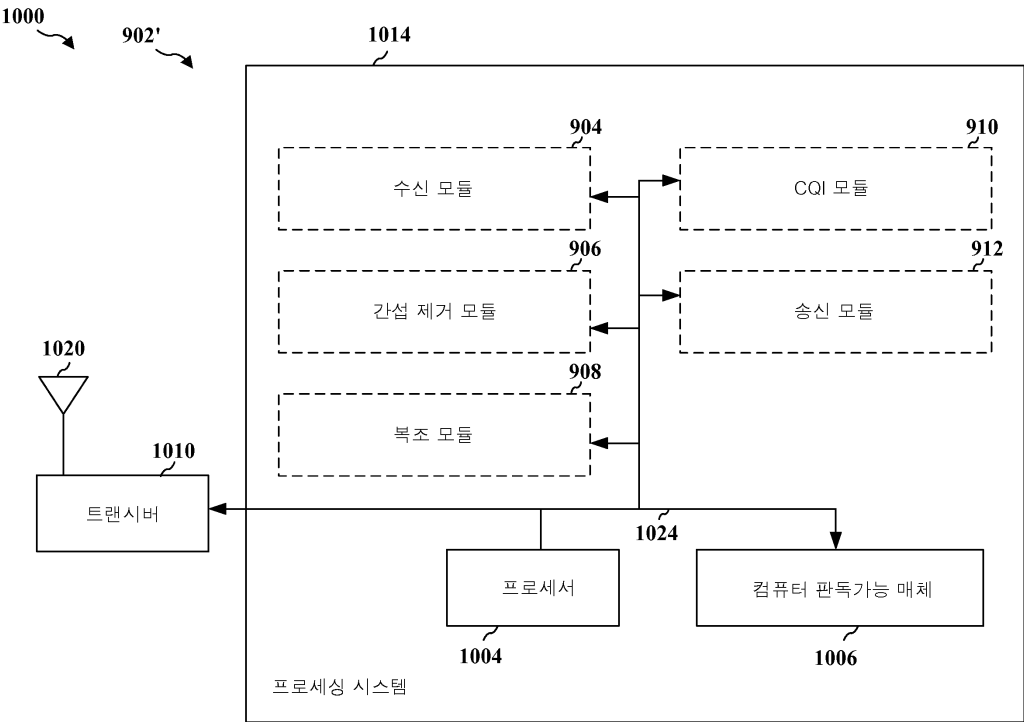 1000
902'
1014
904
수신 모듈
910
CQI 모듈
906
간섭 제거 모듈
912
송신 모듈
1020
908
복조 모듈
1010
트랜시버
1024
프로세서
컴퓨터 판독가능 매체
1004
1006
프로세싱 시스템